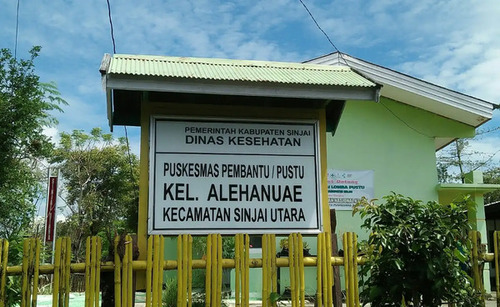 PEMERINTAH KABUPATEN SINJAI
DINAS KESEHATAN
PUSKESMAS PEMBANTU / PUSTU
KEL. ALEHANUAE
KECAMATAN SINJAI UTARA